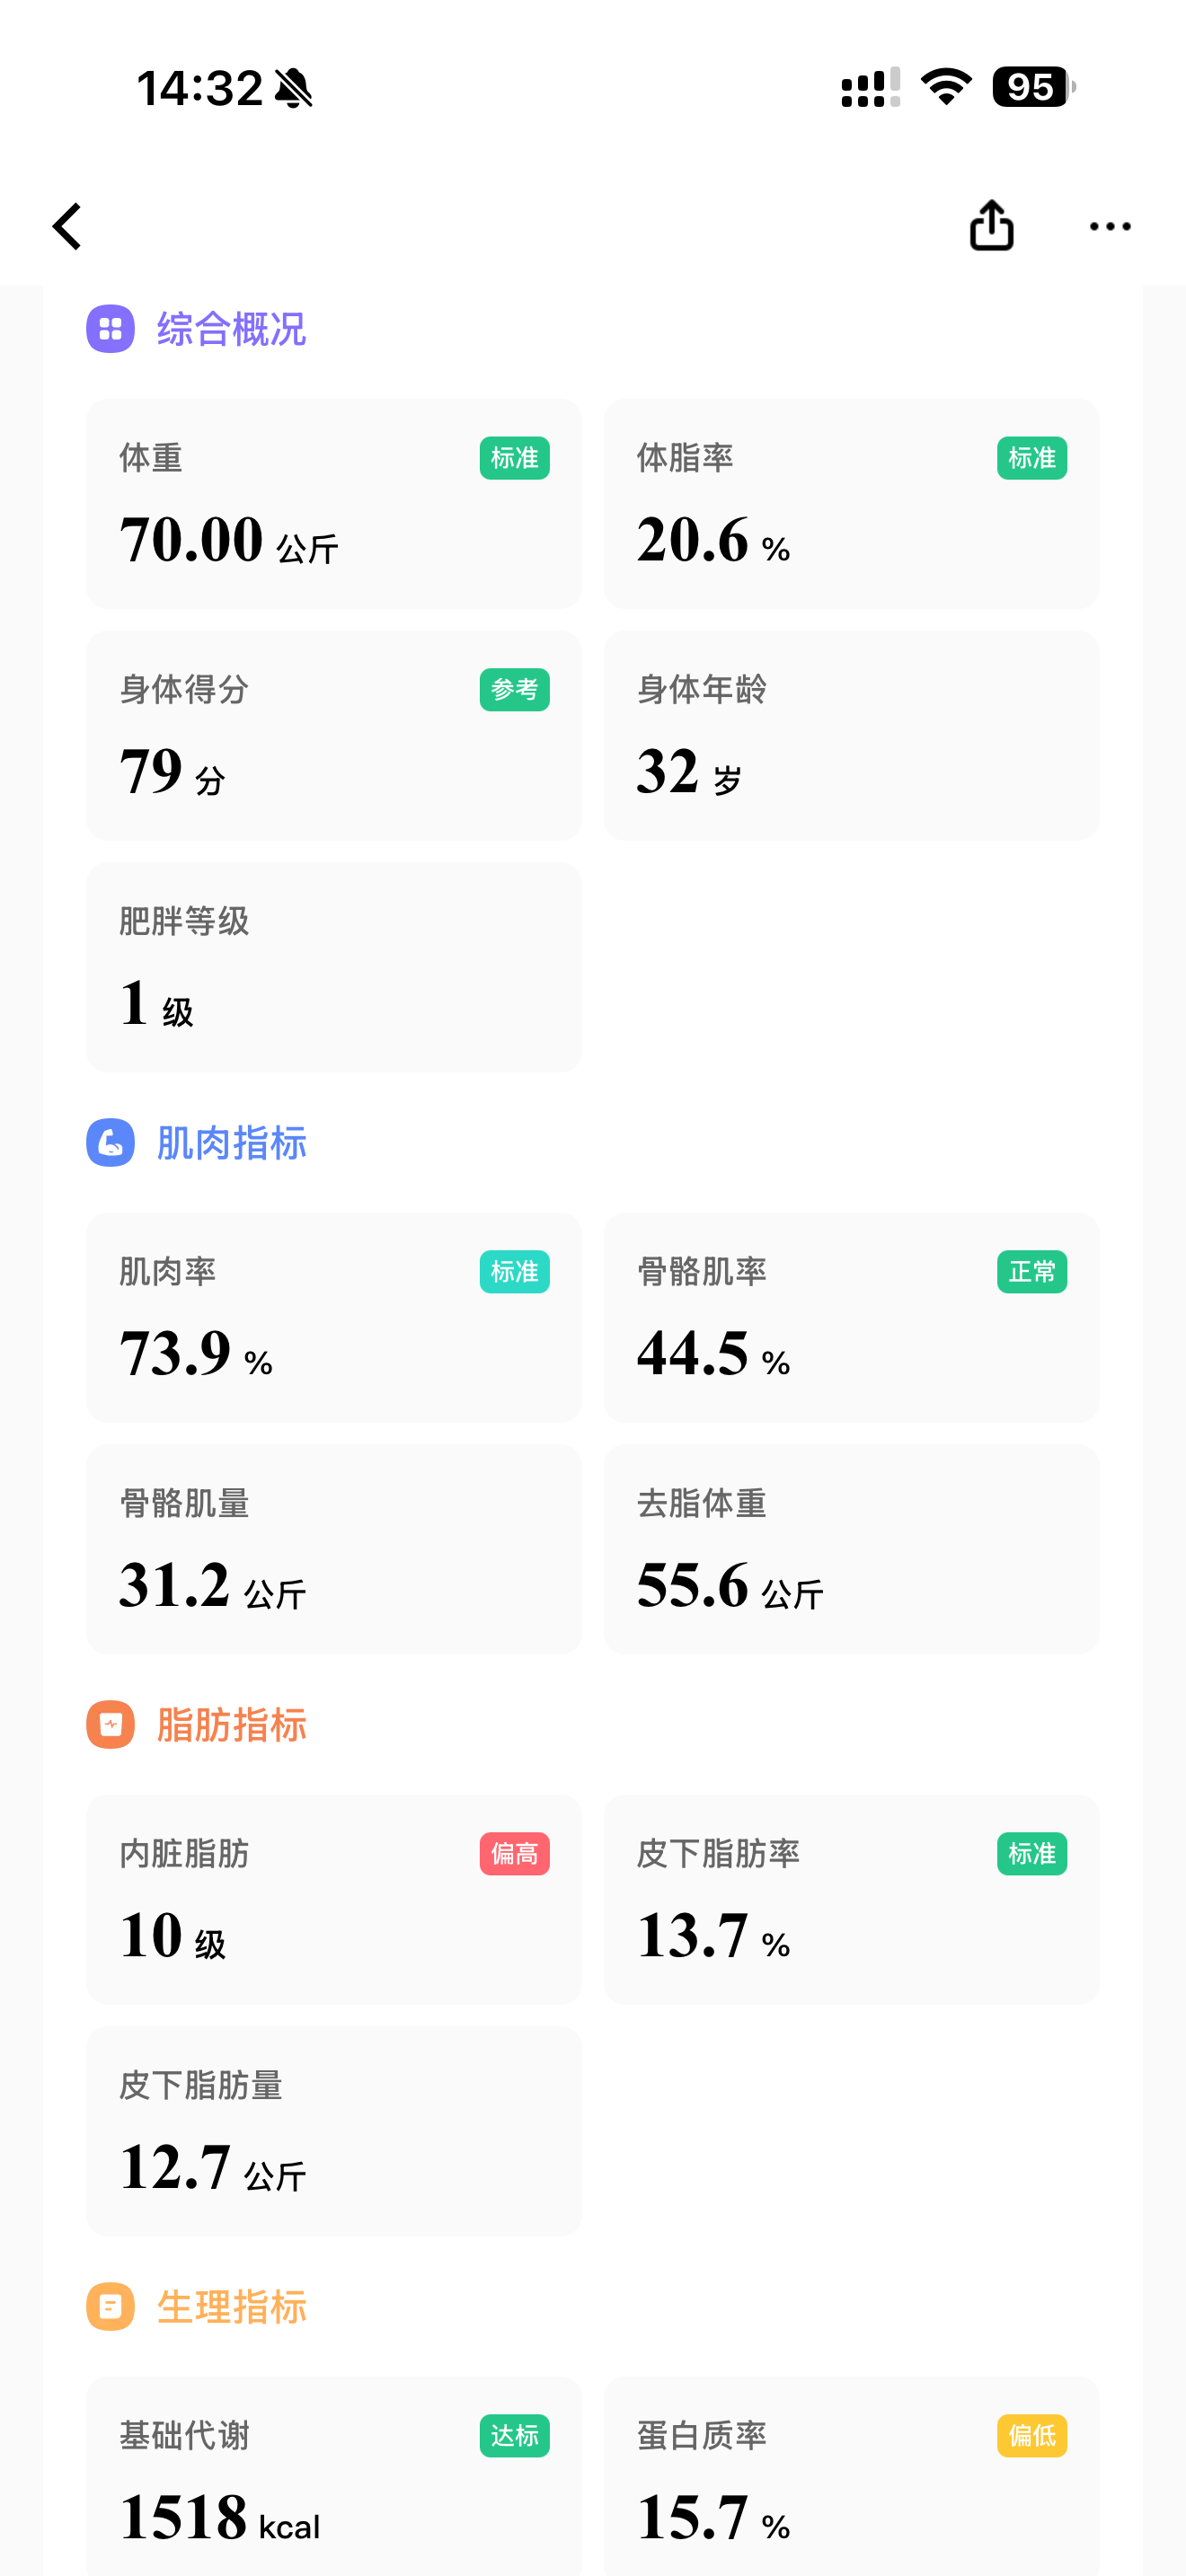 14:32
95
综合概况
体重 标准
70.00 公斤
体脂率 标准
20.6 %
身体得分 参考
79 分
身体年龄
32 岁
肥胖等级
1 级
肌肉指标
肌肉率 标准
73.9 %
骨骼肌率 正常
44.5 %
骨骼肌量
31.2 公斤
去脂体重
55.6 公斤
脂肪指标
内脏脂肪 偏高
10 级
皮下脂肪率 标准
13.7 %
皮下脂肪量
12.7 公斤
生理指标
基础代谢 达标
1518 kcal
蛋白质率 偏低
15.7 %